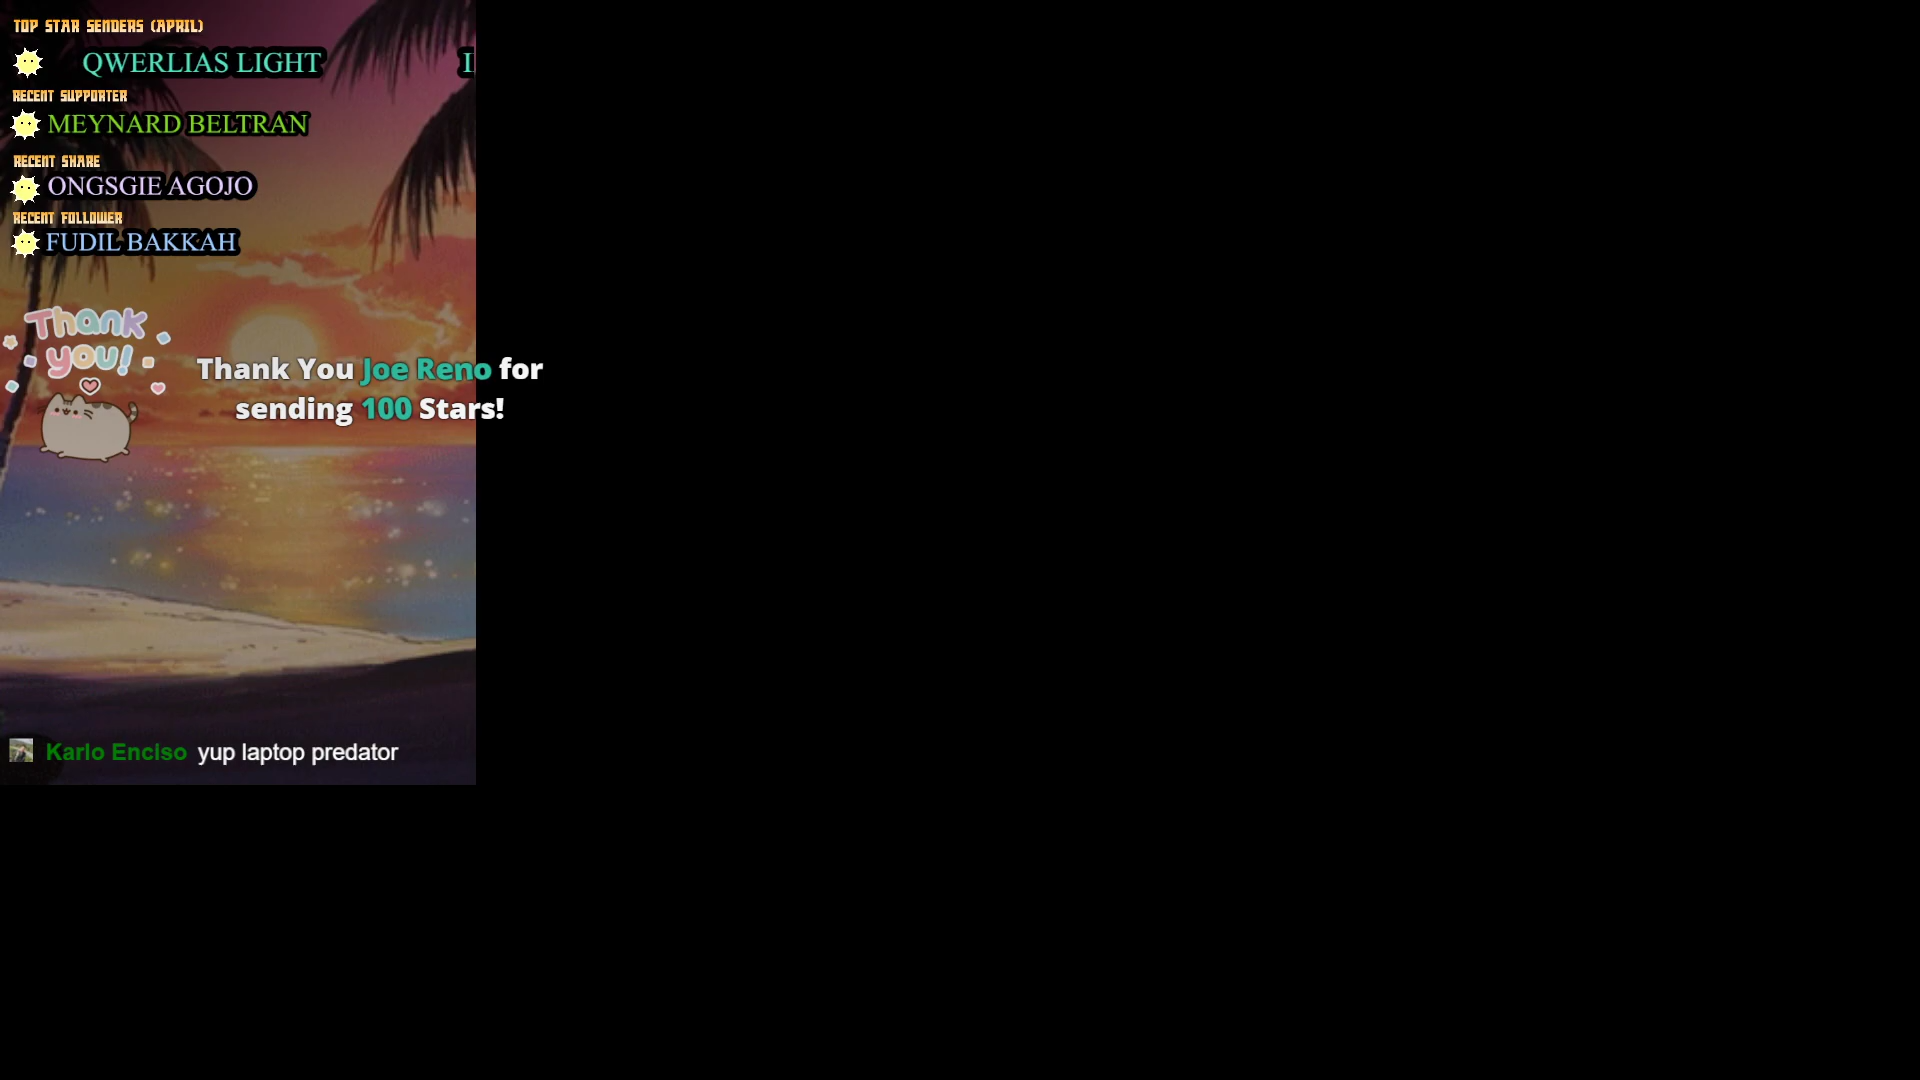 TOP STAR SENDERS (APRIL)
QWERLIAS LIGHT
RECENT SUPPORTER
MEYNARD BELTRAN
RECENT SHARE
ONGSGIE AGOJO
RECENT FOLLOWER
FUDIL BAKKAH
Thank
you!
Thank You Joe Reno for
sending 100 Stars!
Karlo Enciso yup laptop predator